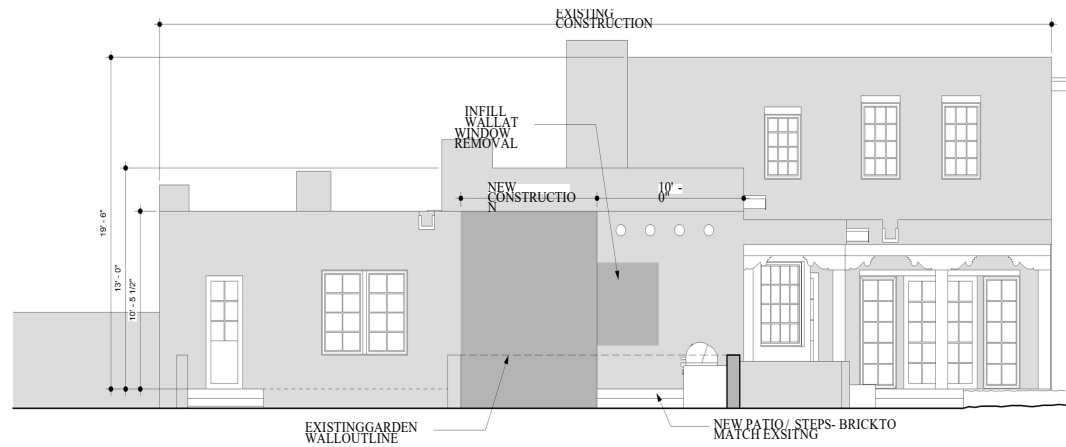 EXISTING
CONSTRUCTION
INFILL
WALLAT
WINDOW
REMOVAL
NEW
CONSTRUCTIO
N
10' -
0"
19' - 6"
13' - 0"
10' - 5 1/2"
EXISTINGGARDEN
WALLOUTLINE
NEW PATIO / STEPS- BRICKTO
MATCH EXSITNG